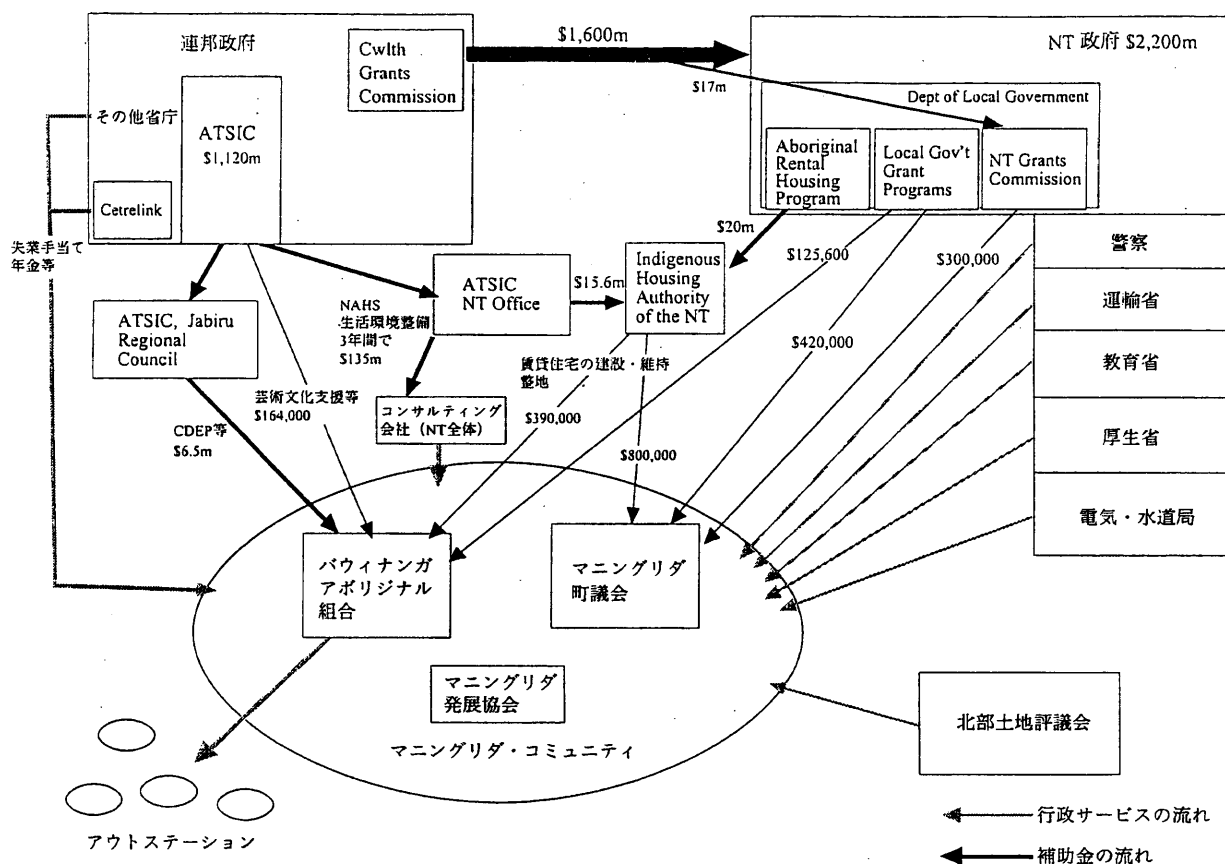 連邦政府
Cwlth
Grants
Commission
$1,600m
NT 政府 $2,200m
$17m
Dept of Local Government
その他省庁
ATSIC
$1,120m
Aboriginal
Rental
Housing
Program
Local Gov't
Grant
Programs
NT Grants
Commission
Cetrelink
失業手当て
年金等
$20m
$125,600
$300,000
警察
運輸省
教育省
厚生省
電気・水道局
ATSIC, Jabiru
Regional
Council
NAHS
生活環境整備
3年間で
$135m
ATSIC
NT Office
$15.6m
Indigenous
Housing
Authority
of the NT
$420,000
賃貸住宅の建設・維持
整地
芸術文化支援等
$164,000
コンサルティング
会社（NT全体）
$390,000
CDEP等
$6.5m
$800,000
バウィナンガ
アボリジナル
組合
マニングリダ
町議会
マニングリダ
発展協会
マニングリダ・コミュニティ
北部土地評議会
アウトステーション
行政サービスの流れ
補助金の流れ